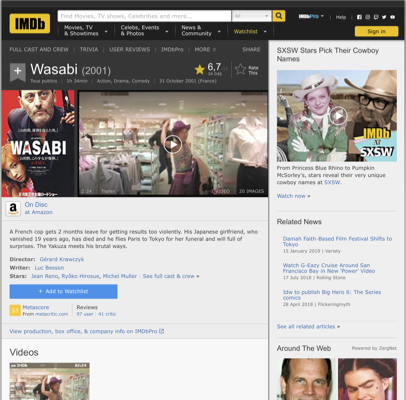 IMDb
Find Movies, TV shows, Celebrities and more...
All
Movies, TV & Showtimes
Celebs, Events & Photos
News & Community
Watchlist
IMDbPro
Help
Sign in
FULL CAST AND CREW | TRIVIA | USER REVIEWS | IMDbPro | MORE
SHARE
Wasabi (2001)
6,7
Rate This
Tous publics | 1h 34min | Action, Drama, Comedy | 31 October 2001 (France)
WASABI
2:24 | Trailer
1 VIDEO
20 IMAGES
On Disc
at Amazon
A French cop gets 2 months leave for getting results too violently. His Japanese girlfriend, who
vanished 19 years ago, has died and he flies Paris to Tokyo for her funeral and will full of
surprises. The Yakuza meets his brutal ways.
Director: Gérard Krawczyk
Writer: Luc Besson
Stars: Jean Reno, Ryôko Hirosue, Michel Muller | See full cast & crew »
+ Add to Watchlist
Metascore
From metacritic.com
Reviews
97 user | 41 critic
View production, box office, & company info on IMDbPro
Videos
SXSW Stars Pick Their Cowboy
Names
IMDb
AT
SXSW
From Princess Blue Rhino to Pumpkin
McSorley's, stars reveal their very unique
cowboy names at SXSW.
Watch now »
Related News
Damah Faith-Based Film Festival Shifts to
Tokyo
15 January 2019 | Variety
Watch G-Eazy Cruise Around San
Francisco Bay in New 'Power' Video
17 July 2018 | Rolling Stone
Idw to publish Big Hero 6: The Series
comics
28 April 2018 | Flickeringmyth
See all related articles »
Around The Web
Powered by ZergNet